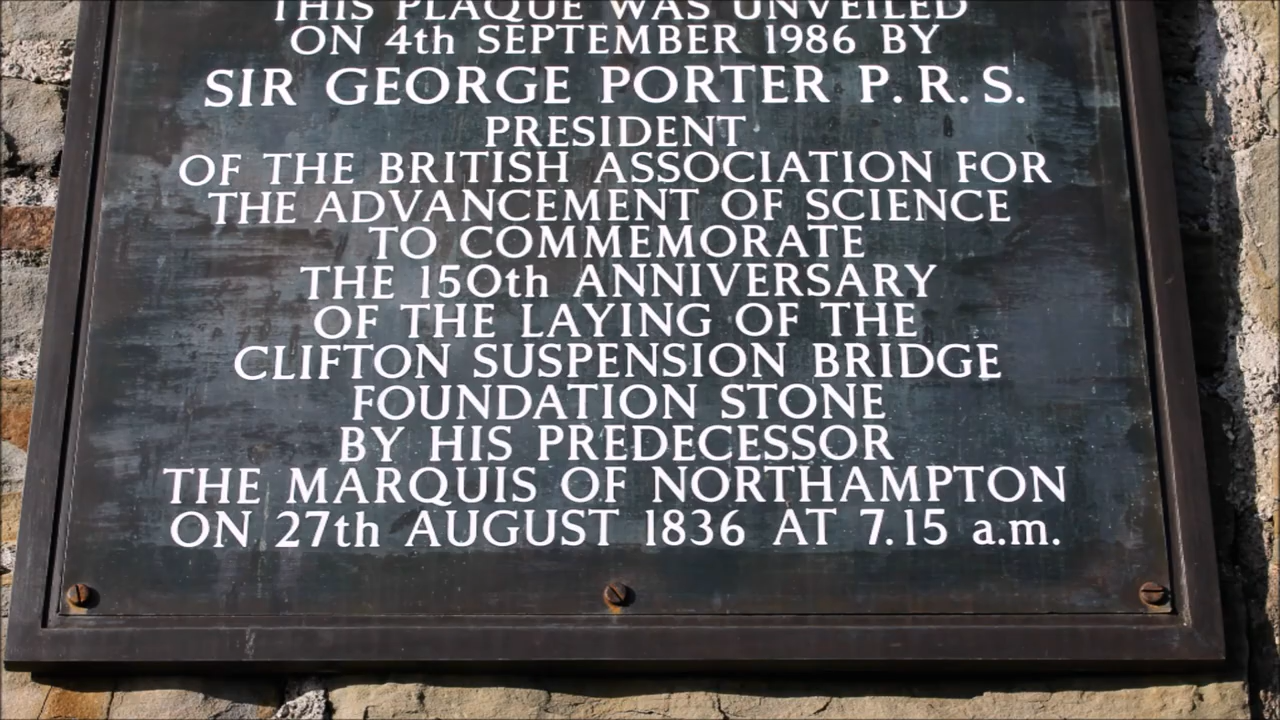 THIS PLAQUE WAS UNVEILED
ON 4th SEPTEMBER 1986 BY
SIR GEORGE PORTER P.R.S.
PRESIDENT
OF THE BRITISH ASSOCIATION FOR
THE ADVANCEMENT OF SCIENCE
TO COMMEMORATE
THE 150th ANNIVERSARY
OF THE LAYING OF THE
CLIFTON SUSPENSION BRIDGE
FOUNDATION STONE
BY HIS PREDECESSOR
THE MARQUIS OF NORTHAMPTON
ON 27th AUGUST 1836 AT 7.15 a.m.